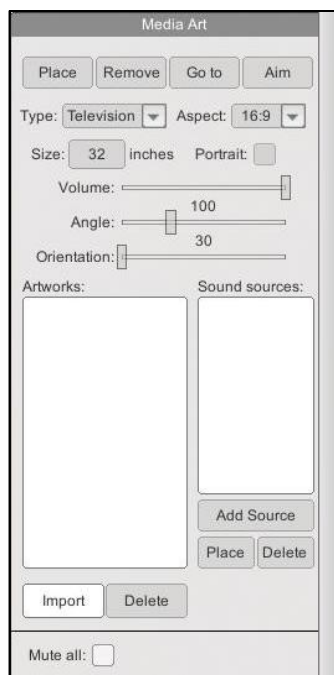 Media Art
Place Remove Go to Aim
Type: Television Aspect: 16:9
Size: 32 inches Portrait:
Volume:
100
Angle:
30
Orientation:
Artworks: Sound sources:
Add Source
Place Delete
Import Delete
Mute all: